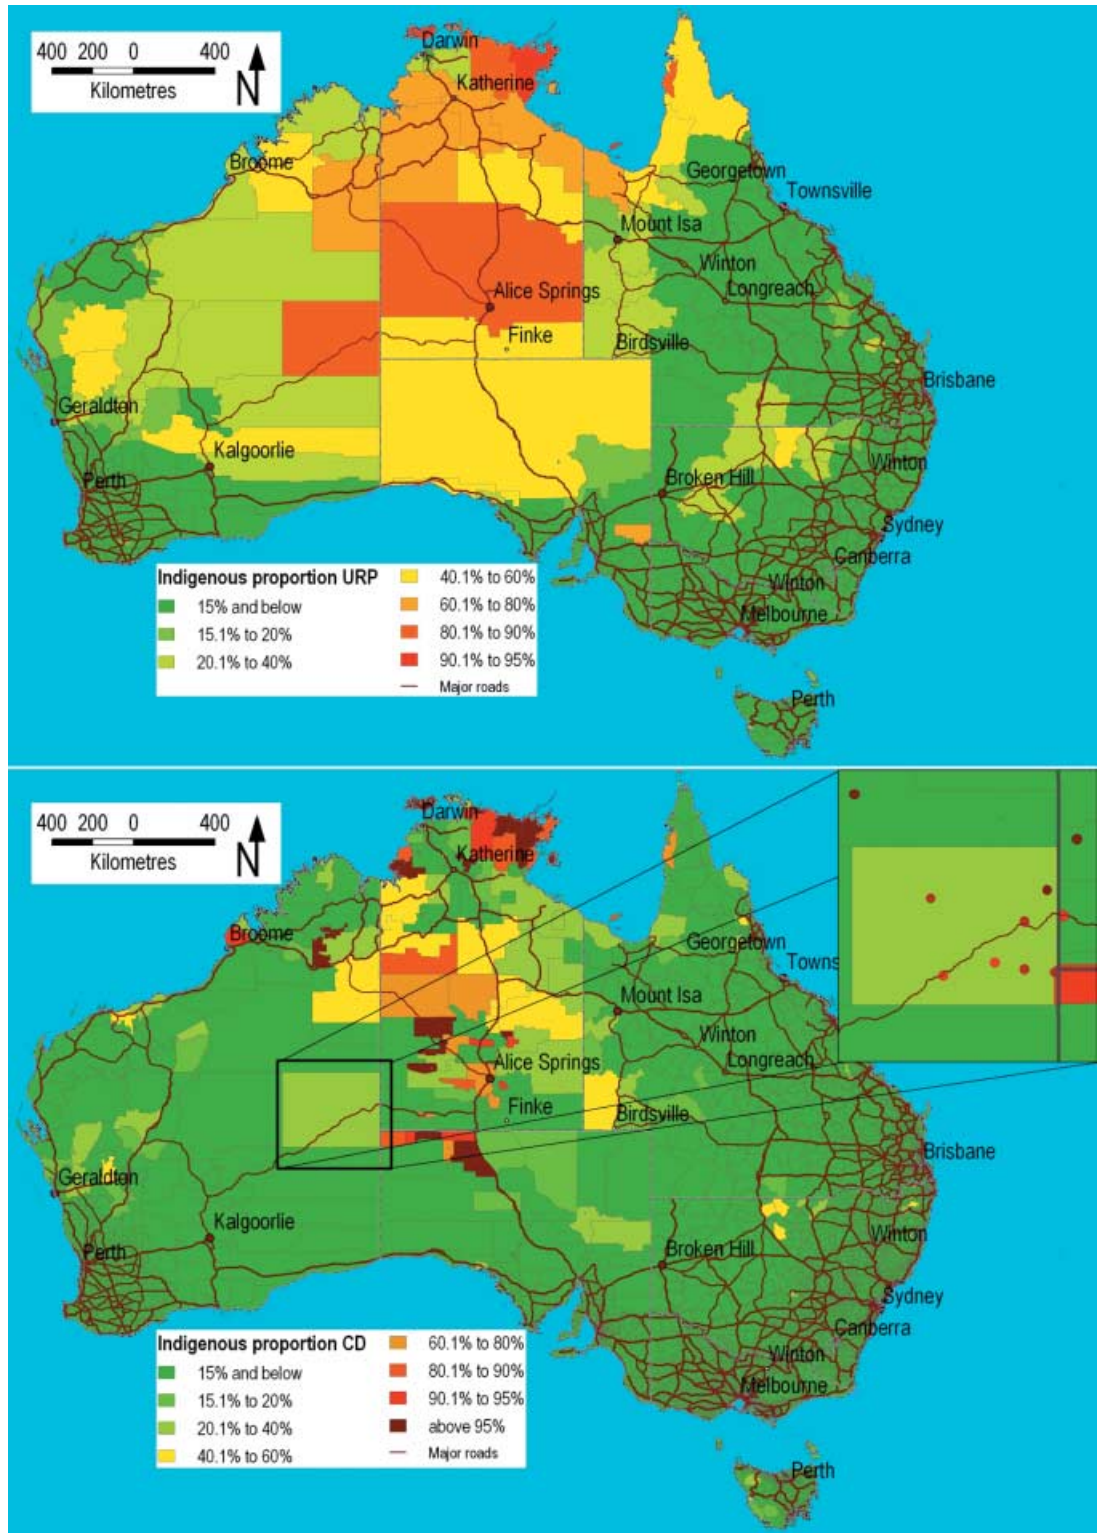 400 200 0 400
Kilometres
N
Darwin
Katherine
Broome
Georgetown
Townsville
Mount Isa
Winton
Longreach
Alice Springs
Finke
Birdsville
Brisbane
Geraldton
Kalgoorlie
Perth
Broken Hill
Winton
Sydney
Canberra
Winton
Melbourne
Perth
Indigenous proportion URP
15% and below
15.1% to 20%
20.1% to 40%
40.1% to 60%
60.1% to 80%
80.1% to 90%
90.1% to 95%
Major roads
400 200 0 400
Kilometres
N
Darwin
Katherine
Broome
Georgetown
Towns
Mount Isa
Winton
Longreach
Alice Springs
Finke
Birdsville
Brisbane
Geraldton
Kalgoorlie
Perth
Broken Hill
Winton
Sydney
Canberra
Winton
Melbourne
Perth
Indigenous proportion CD
15% and below
15.1% to 20%
20.1% to 40%
40.1% to 60%
60.1% to 80%
80.1% to 90%
90.1% to 95%
above 95%
Major roads